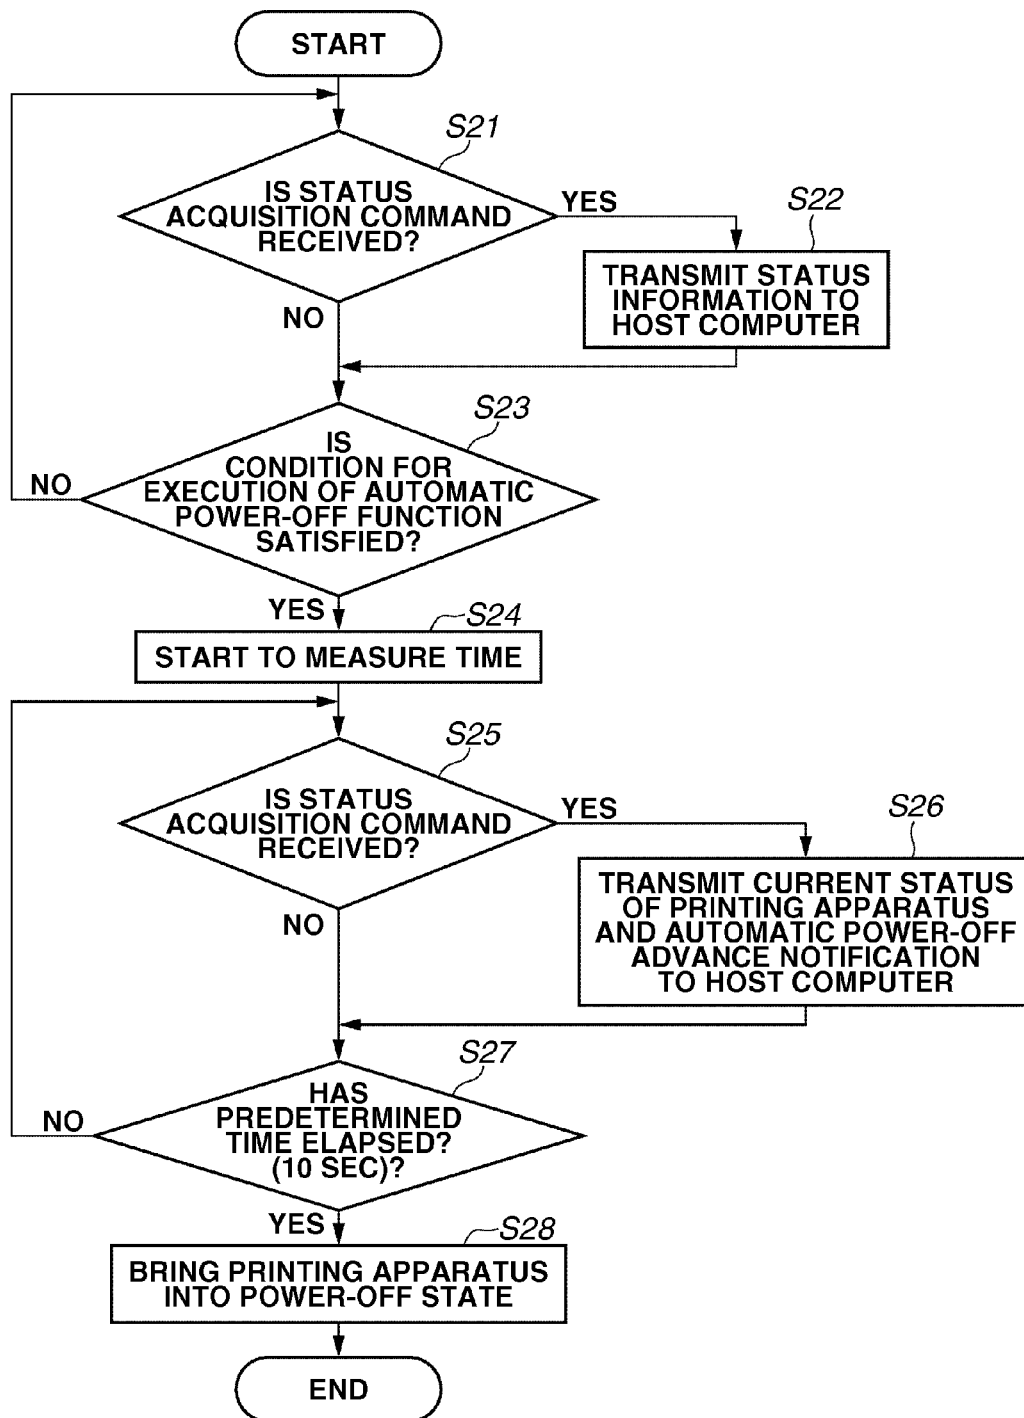 START
S21
IS STATUS
ACQUISITION COMMAND
RECEIVED?
YES
S22
TRANSMIT STATUS
INFORMATION TO
HOST COMPUTER
NO
S23
IS
CONDITION FOR
EXECUTION OF AUTOMATIC
POWER-OFF FUNCTION
SATISFIED?
NO
YES
S24
START TO MEASURE TIME
S25
IS STATUS
ACQUISITION COMMAND
RECEIVED?
YES
S26
TRANSMIT CURRENT STATUS
OF PRINTING APPARATUS
AND AUTOMATIC POWER-OFF
ADVANCE NOTIFICATION
TO HOST COMPUTER
NO
S27
HAS
PREDETERMINED
TIME ELAPSED?
(10 SEC)?
NO
YES
S28
BRING PRINTING APPARATUS
INTO POWER-OFF STATE
END